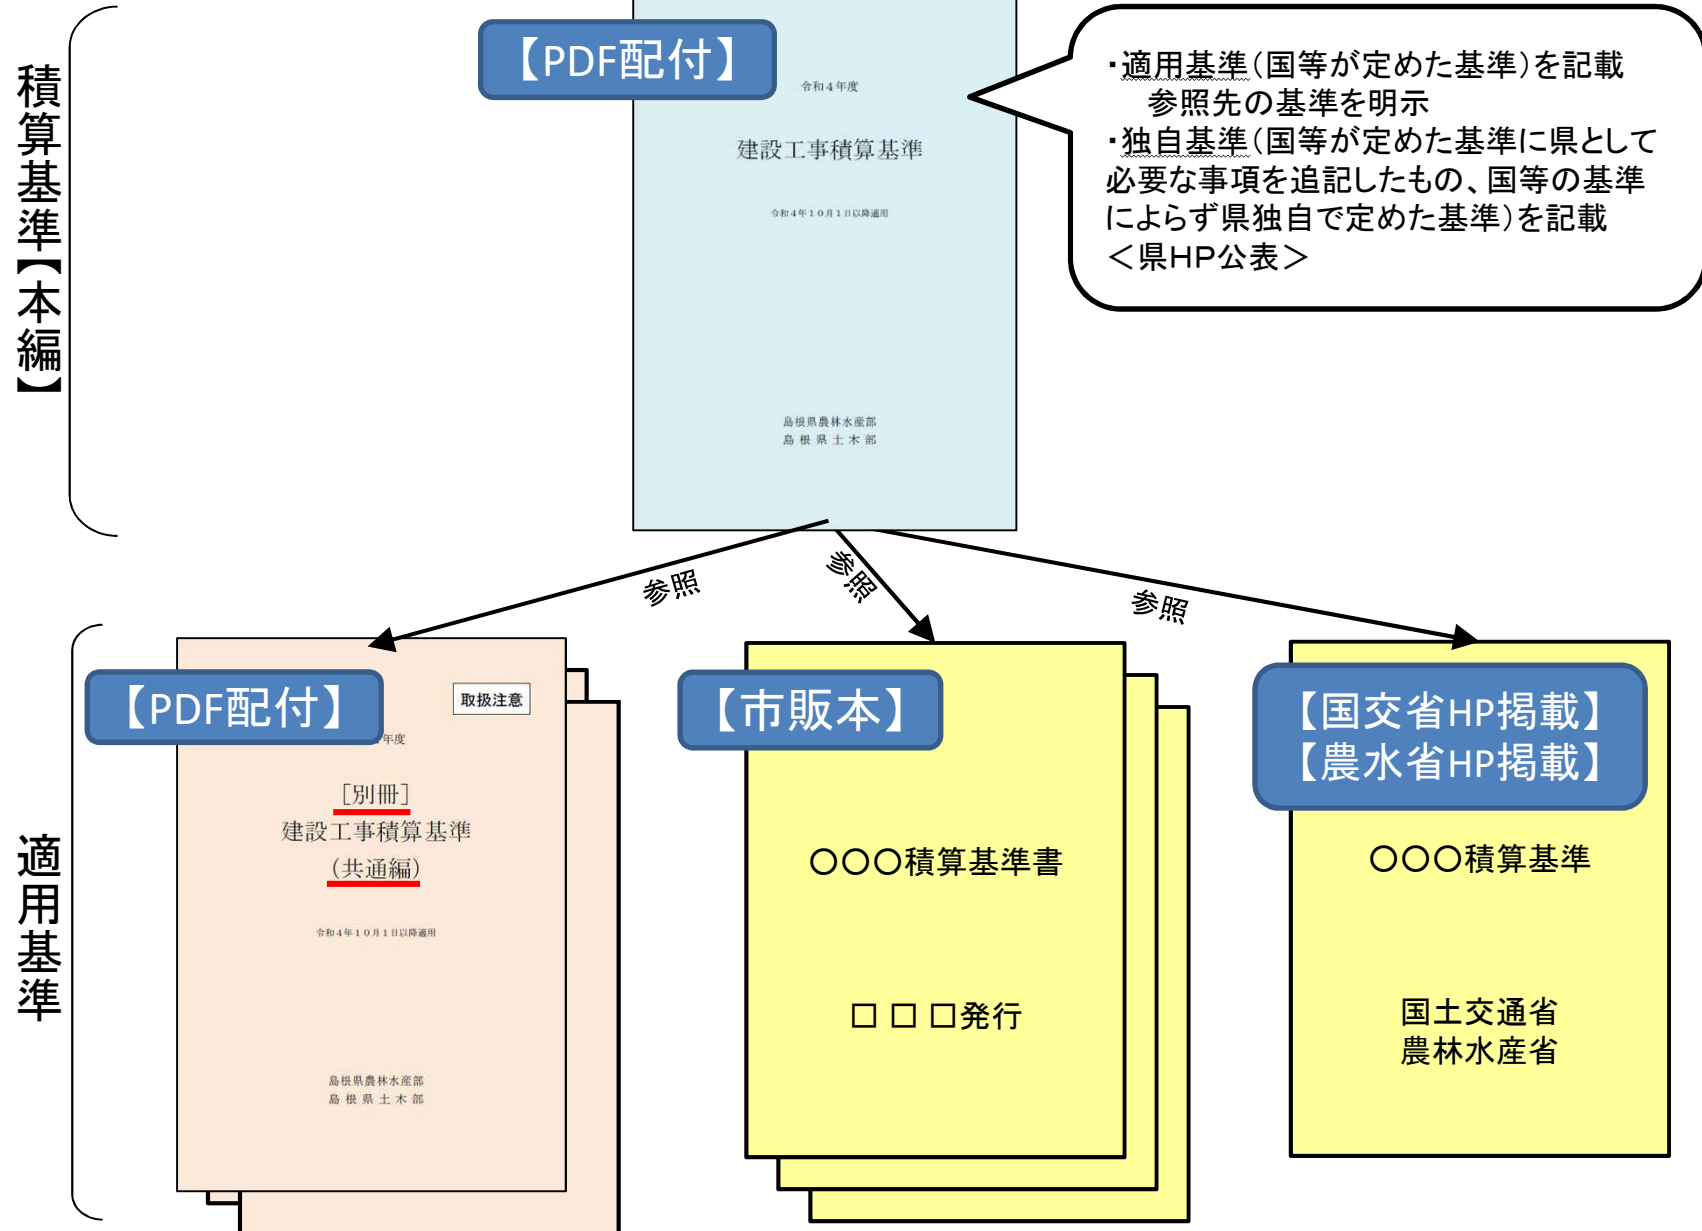 積算基準【本編】
【PDF配付】
令和４年度
建設工事積算基準
令和４年１０月１日以降適用
島根県農林水産部
島根県土木部
・適用基準（国等が定めた基準）を記載
参照先の基準を明示
・独自基準（国等が定めた基準に県として
必要な事項を追記したもの、国等の基準
によらず県独自で定めた基準）を記載
＜県HP公表＞
参照
参照
参照
適用基準
【PDF配付】
取扱注意
年度
［別冊］
建設工事積算基準
（共通編）
令和４年１０月１日以降適用
島根県農林水産部
島根県土木部
【市販本】
〇〇〇積算基準書
□□□発行
【国交省HP掲載】
【農水省HP掲載】
〇〇〇積算基準
国土交通省
農林水産省